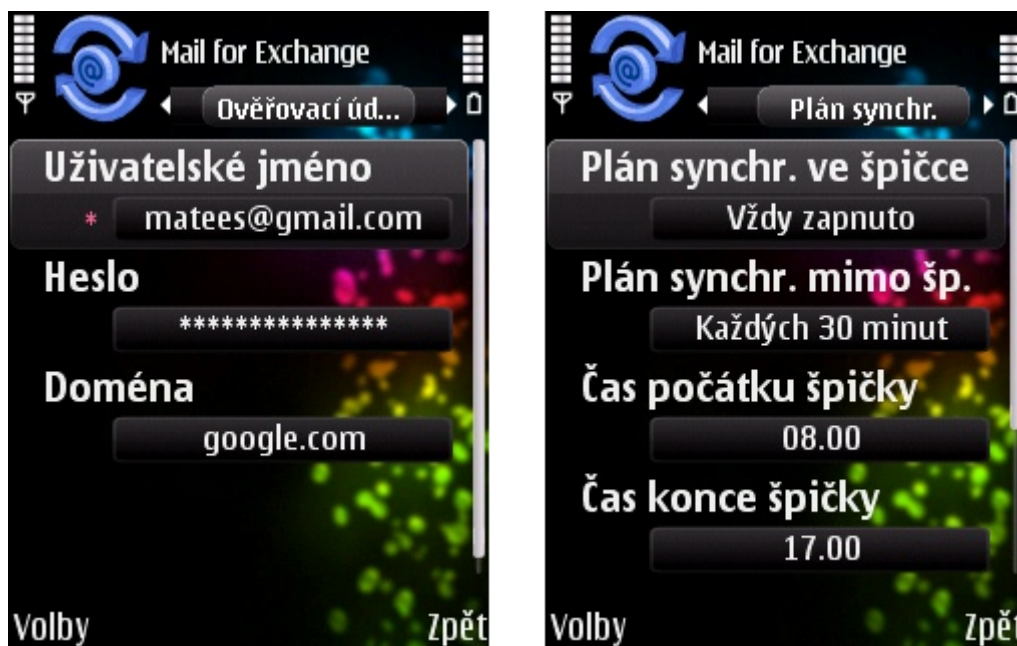 Mail for Exchange
Ověřovací úd...
Uživatelské jméno
* matees@gmail.com
Heslo
***************
Doména
google.com
Volby Zpět
Mail for Exchange
Plán synchr.
Plán synchr. ve špičce
Vždy zapnuto
Plán synchr. mimo šp.
Každých 30 minut
Čas počátku špičky
08.00
Čas konce špičky
17.00
Volby Zpět